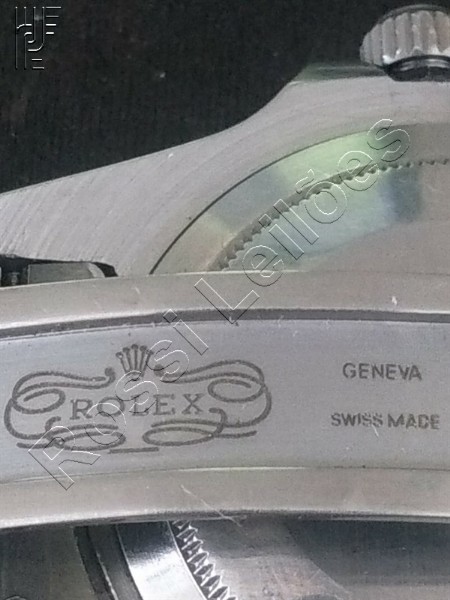 ROLEX
GENEVA
SWISS MADE
Rossi Leilões